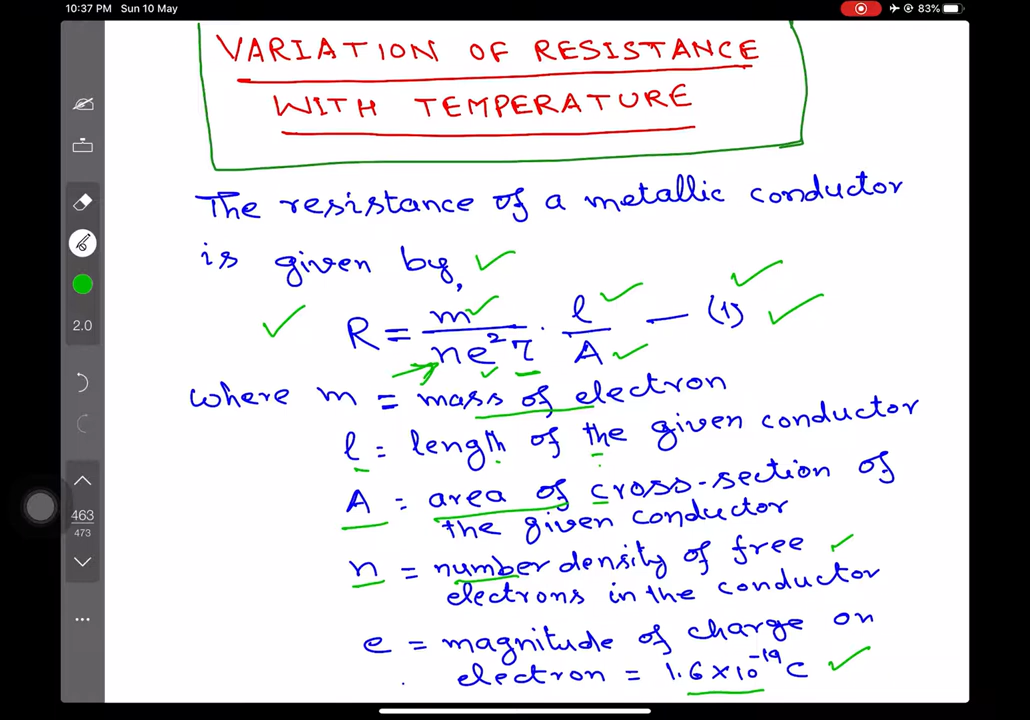 10:37 PM Sun 10 May 83%
VARIATION OF RESISTANCE
WITH TEMPERATURE
The resistance of a metallic conductor
is given by,
R = m/ne²τ · l/A — (1)
where m = mass of electron
l = length of the given conductor
A = area of cross-section of
the given conductor
n = number density of free
electrons in the conductor
e = magnitude of charge on
electron = 1.6×10⁻¹⁹ C
2.0
463
473